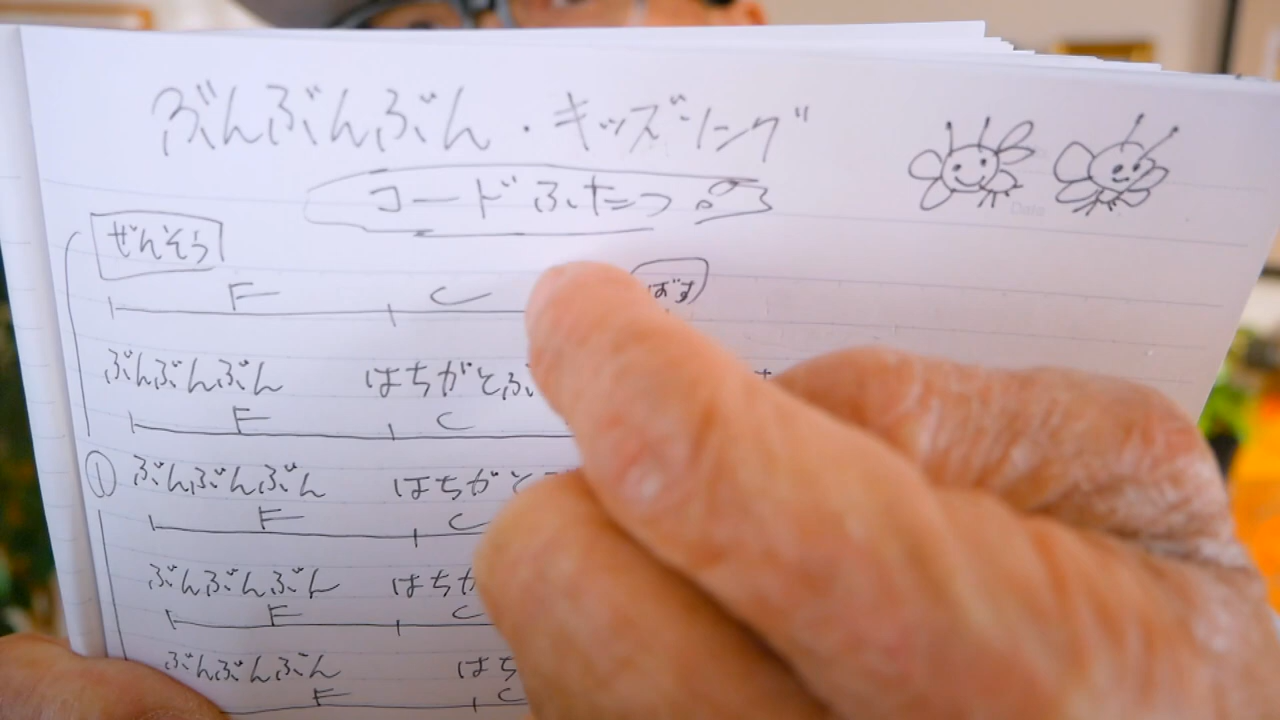 ぶんぶんぶん・キッズソング
コードふたつ
ぜんそう
F C
ぶんぶんぶん はちがとぶ
F C
① ぶんぶんぶん はちがと
F C
ぶんぶんぶん はちが
F C
ぶんぶんぶん はち
F C